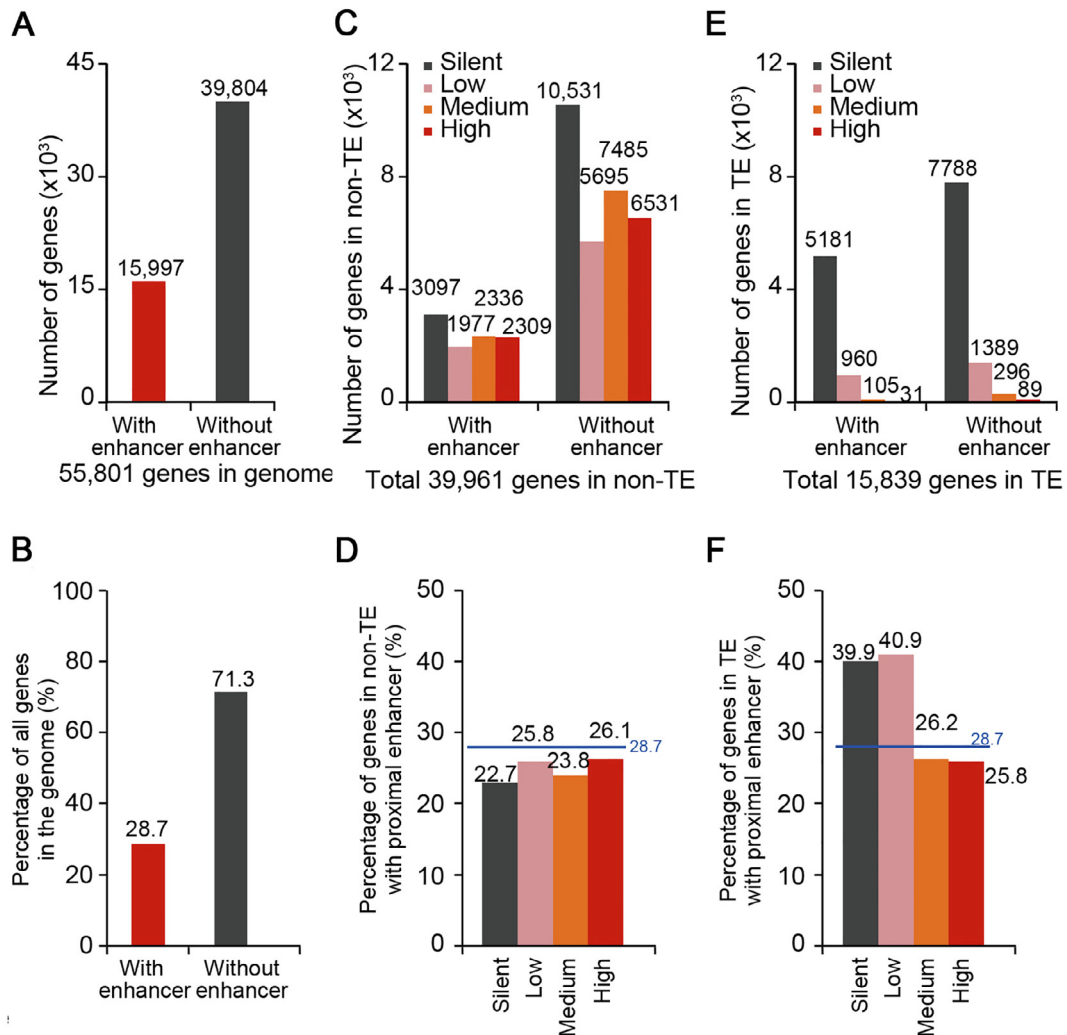 A
Number of genes (x10³)
45
30
15
0
15,997
39,804
With enhancer
Without enhancer
55,801 genes in genome
C
Number of genes in non-TE (x10³)
12
8
4
0
Silent
Low
Medium
High
3097
1977
2336
2309
10,531
5695
7485
6531
With enhancer
Without enhancer
Total 39,961 genes in non-TE
E
Number of genes in TE (x10³)
12
8
4
0
Silent
Low
Medium
High
5181
960
105
31
7788
1389
296
89
With enhancer
Without enhancer
Total 15,839 genes in TE
B
Percentage of all genes
in the genome (%)
100
80
60
40
20
0
28.7
71.3
With enhancer
Without enhancer
D
Percentage of genes in non-TE
with proximal enhancer (%)
50
40
30
20
10
0
22.7
25.8
23.8
26.1
28.7
Silent
Low
Medium
High
F
Percentage of genes in TE
with proximal enhancer (%)
50
40
30
20
10
0
39.9
40.9
26.2
25.8
28.7
Silent
Low
Medium
High